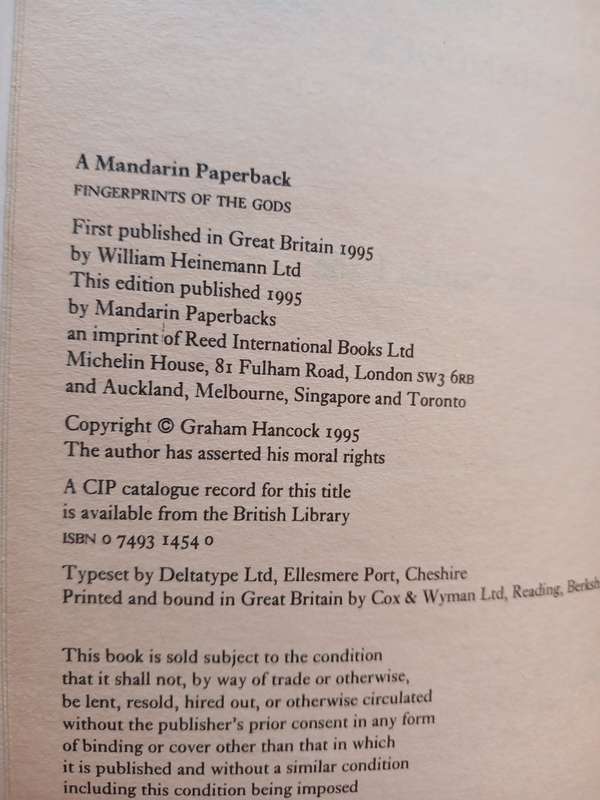 A Mandarin Paperback
FINGERPRINTS OF THE GODS
First published in Great Britain 1995
by William Heinemann Ltd
This edition published 1995
by Mandarin Paperbacks
an imprint of Reed International Books Ltd
Michelin House, 81 Fulham Road, London SW3 6RB
and Auckland, Melbourne, Singapore and Toronto
Copyright © Graham Hancock 1995
The author has asserted his moral rights
A CIP catalogue record for this title
is available from the British Library
ISBN 0 7493 1454 0
Typeset by Deltatype Ltd, Ellesmere Port, Cheshire
Printed and bound in Great Britain by Cox & Wyman Ltd, Reading, Berksh
This book is sold subject to the condition
that it shall not, by way of trade or otherwise,
be lent, resold, hired out, or otherwise circulated
without the publisher's prior consent in any form
of binding or cover other than that in which
it is published and without a similar condition
including this condition being imposed